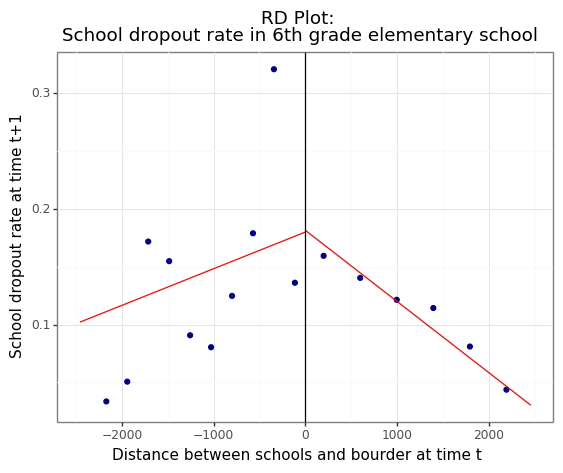 RD Plot:
School dropout rate in 6th grade elementary school
School dropout rate at time t+1
0.3
0.2
0.1
−2000 −1000 0 1000 2000
Distance between schools and bourder at time t